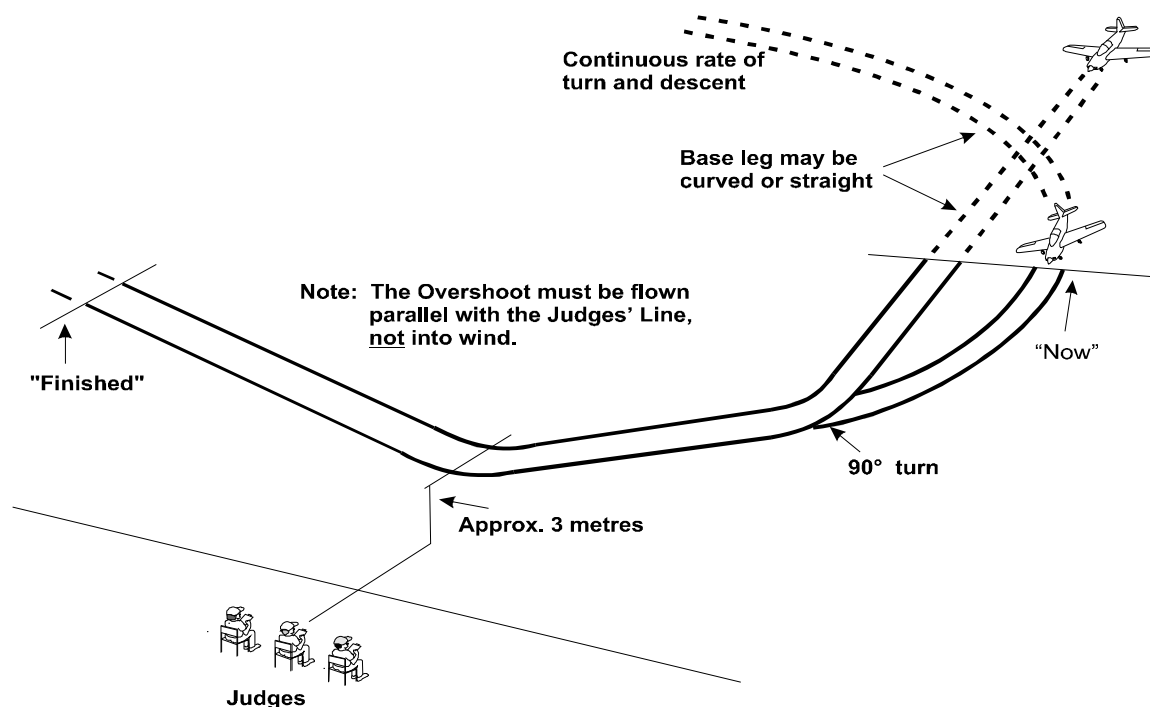 Continuous rate of
turn and descent
Base leg may be
curved or straight
Note: The Overshoot must be flown
parallel with the Judges' Line,
not into wind.
"Finished"
“Now”
90° turn
Approx. 3 metres
Judges